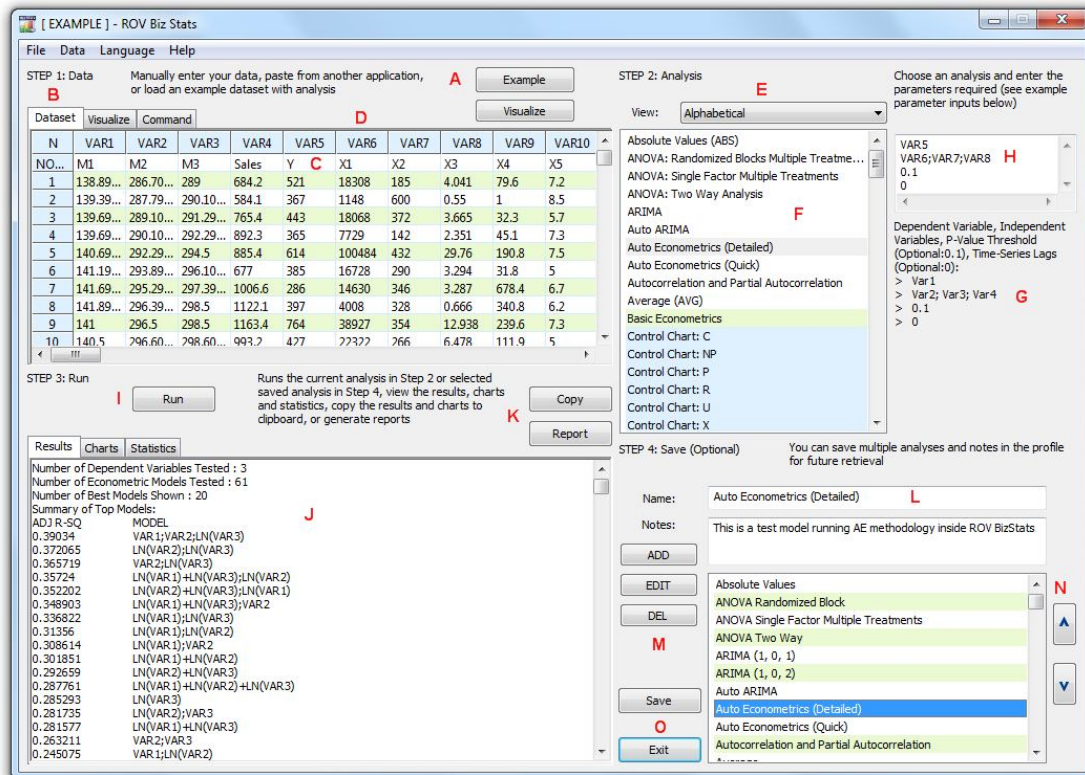 [ EXAMPLE ] - ROV Biz Stats
File Data Language Help
STEP 1: Data
Manually enter your data, paste from another application,
or load an example dataset with analysis
A
Example
Visualize
B
D
Dataset Visualize Command
N VAR1 VAR2 VAR3 VAR4 VAR5 VAR6 VAR7 VAR8 VAR9 VAR10
NO... M1 M2 M3 Sales Y C X1 X2 X3 X4 X5
1 138.89... 286.70... 289 684.2 521 18308 185 4.041 79.6 7.2
2 139.39... 287.79... 290.10... 584.1 367 1148 600 0.55 1 8.5
3 139.69... 289.10... 291.29... 765.4 443 18068 372 3.665 32.3 5.7
4 139.69... 290.10... 292.29... 892.3 365 7729 142 2.351 45.1 7.3
5 140.69... 292.29... 294.5 885.4 614 100484 432 29.76 190.8 7.5
6 141.19... 293.89... 296.10... 677 385 16728 290 3.294 31.8 5
7 141.69... 295.29... 297.39... 1006.6 286 14630 346 3.287 678.4 6.7
8 141.89... 296.39... 298.5 1122.1 397 4008 328 0.666 340.8 6.2
9 141 296.5 298.5 1163.4 764 38927 354 12.938 239.6 7.3
10 140.5 296.60... 298.60... 993.2 427 22322 266 6.478 111.9 5
STEP 2: Analysis
E
View: Alphabetical
Absolute Values (ABS)
ANOVA: Randomized Blocks Multiple Treatme...
ANOVA: Single Factor Multiple Treatments
ANOVA: Two Way Analysis
ARIMA
Auto ARIMA
Auto Econometrics (Detailed)
Auto Econometrics (Quick)
Autocorrelation and Partial Autocorrelation
Average (AVG)
Basic Econometrics
Control Chart: C
Control Chart: NP
Control Chart: P
Control Chart: R
Control Chart: U
Control Chart: X
F
Choose an analysis and enter the
parameters required (see example
parameter inputs below)
VAR5
VAR6;VAR7;VAR8
0.1
0
H
Dependent Variable, Independent
Variables, P-Value Threshold
(Optional:0.1), Time-Series Lags
(Optional:0):
> Var1
> Var2; Var3; Var4
> 0.1
> 0
G
STEP 3: Run
I
Run
Runs the current analysis in Step 2 or selected
saved analysis in Step 4, view the results, charts
and statistics, copy the results and charts to
clipboard, or generate reports
K
Copy
Report
Results Charts Statistics
Number of Dependent Variables Tested : 3
Number of Econometric Models Tested : 61
Number of Best Models Shown : 20
Summary of Top Models:
ADJ R-SQ MODEL
0.39034 VAR1;VAR2;LN(VAR3)
0.372065 LN(VAR2);LN(VAR3)
0.365719 VAR2;LN(VAR3)
0.35724 LN(VAR1)+LN(VAR3);LN(VAR2)
0.352202 LN(VAR2)+LN(VAR3);LN(VAR1)
0.348903 LN(VAR1)+LN(VAR3);VAR2
0.336822 LN(VAR1);LN(VAR3)
0.31356 LN(VAR1);LN(VAR2)
0.308614 LN(VAR1);VAR2
0.301851 LN(VAR1)+LN(VAR2)
0.292659 LN(VAR2)+LN(VAR3)
0.287761 LN(VAR1)+LN(VAR2)+LN(VAR3)
0.285293 LN(VAR3)
0.281735 LN(VAR2);VAR3
0.281577 LN(VAR1)+LN(VAR3)
0.263211 VAR2;VAR3
0.245075 VAR1;LN(VAR2)
J
STEP 4: Save (Optional)
You can save multiple analyses and notes in the profile
for future retrieval
Name: Auto Econometrics (Detailed)
L
Notes: This is a test model running AE methodology inside ROV BizStats
ADD
EDIT
DEL
M
Save
O
Exit
Absolute Values
ANOVA Randomized Block
ANOVA Single Factor Multiple Treatments
ANOVA Two Way
ARIMA (1, 0, 1)
ARIMA (1, 0, 2)
Auto ARIMA
Auto Econometrics (Detailed)
Auto Econometrics (Quick)
Autocorrelation and Partial Autocorrelation
N